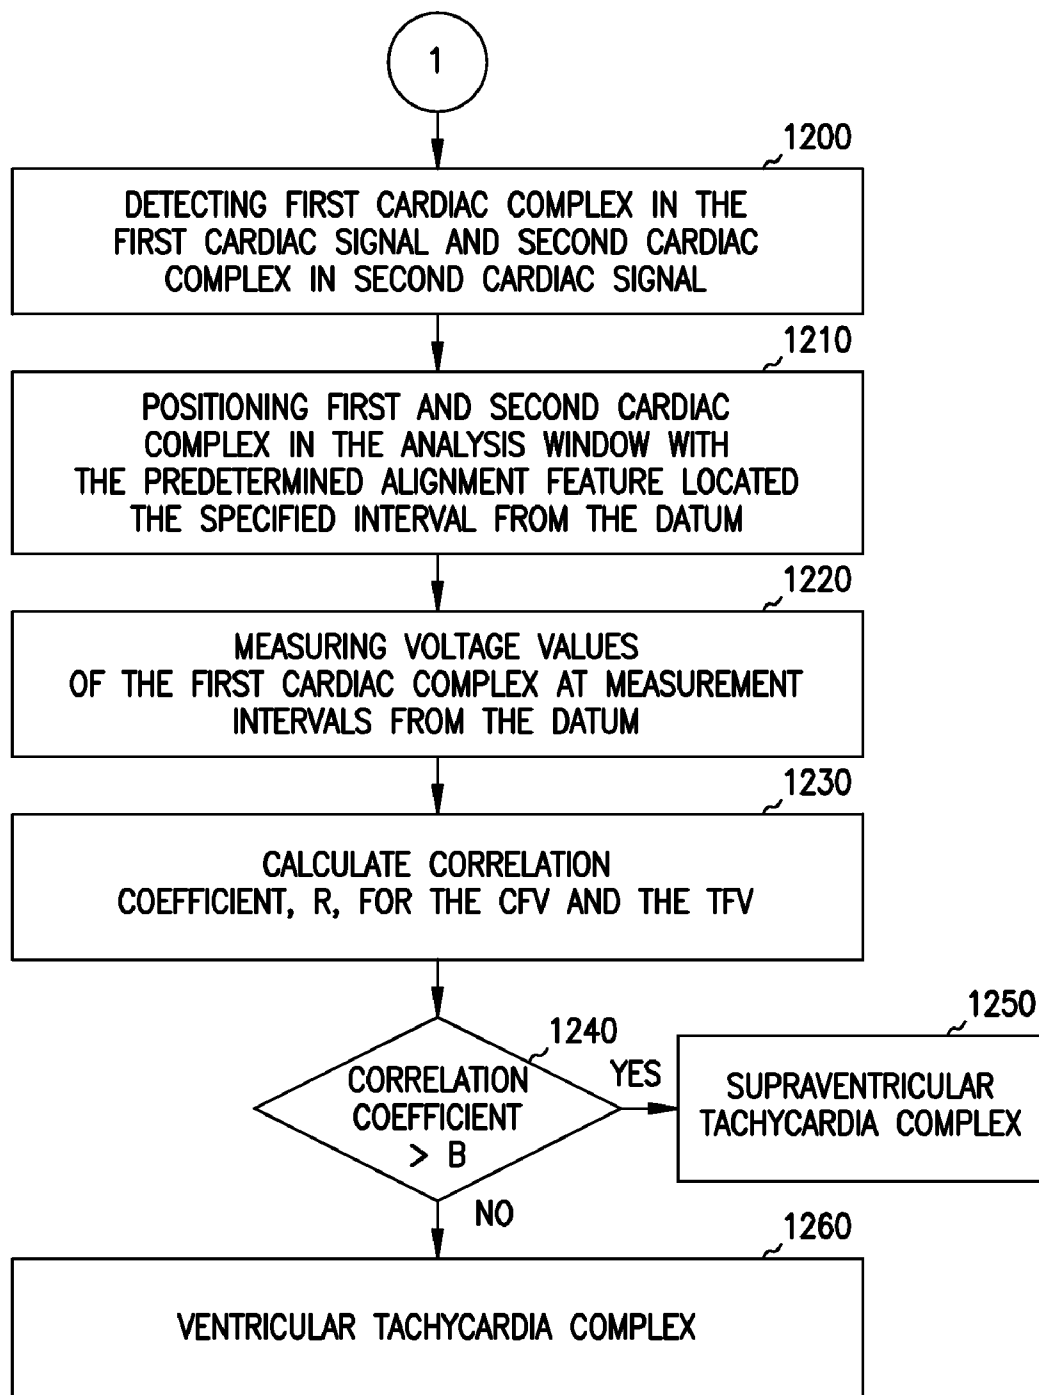 1
1200
DETECTING FIRST CARDIAC COMPLEX IN THE
FIRST CARDIAC SIGNAL AND SECOND CARDIAC
COMPLEX IN SECOND CARDIAC SIGNAL
1210
POSITIONING FIRST AND SECOND CARDIAC
COMPLEX IN THE ANALYSIS WINDOW WITH
THE PREDETERMINED ALIGNMENT FEATURE LOCATED
THE SPECIFIED INTERVAL FROM THE DATUM
1220
MEASURING VOLTAGE VALUES
OF THE FIRST CARDIAC COMPLEX AT MEASUREMENT
INTERVALS FROM THE DATUM
1230
CALCULATE CORRELATION
COEFFICIENT, R, FOR THE CFV AND THE TFV
1240
CORRELATION
COEFFICIENT
> B
YES
1250
SUPRAVENTRICULAR
TACHYCARDIA COMPLEX
NO
1260
VENTRICULAR TACHYCARDIA COMPLEX